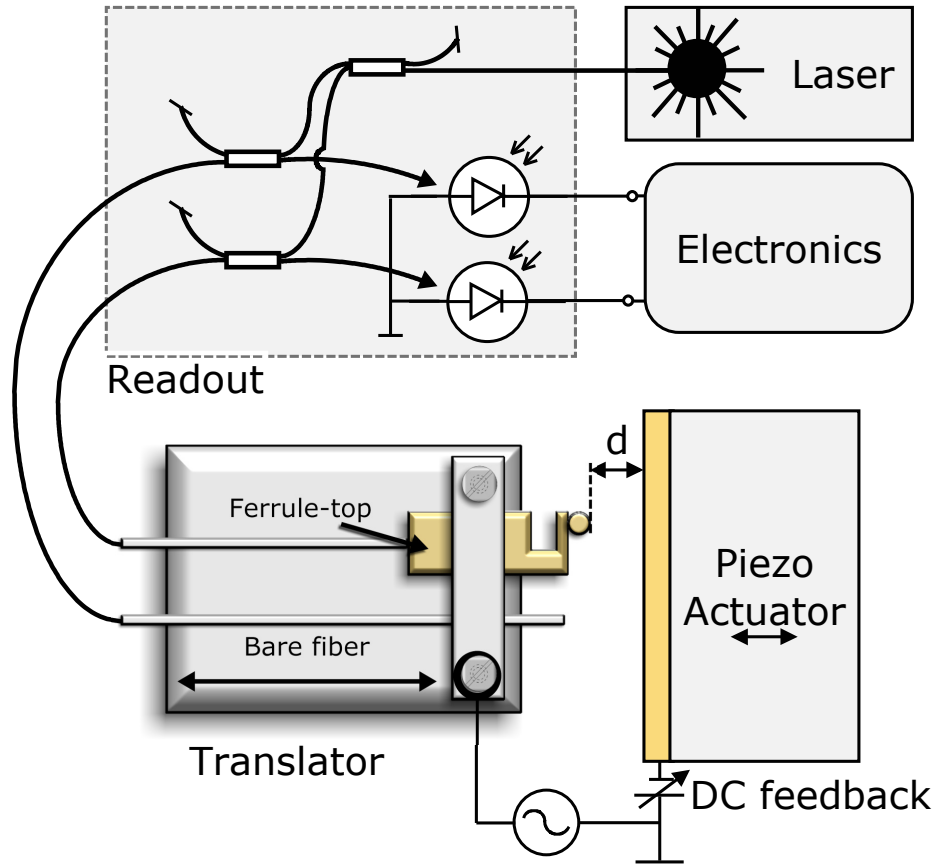 Laser
Electronics
Readout
d
Ferrule-top
Piezo
Actuator
Bare fiber
Translator
DC feedback